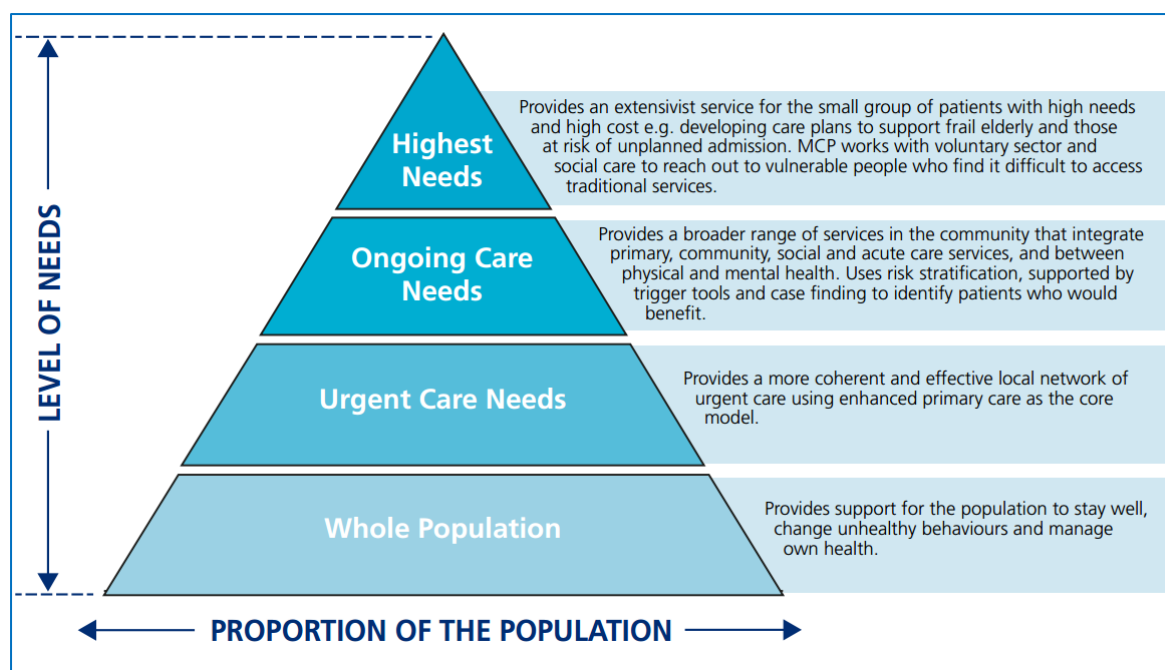 LEVEL OF NEEDS
Highest
Needs
Provides an extensivist service for the small group of patients with high needs
and high cost e.g. developing care plans to support frail elderly and those
at risk of unplanned admission. MCP works with voluntary sector and
social care to reach out to vulnerable people who find it difficult to access
traditional services.
Ongoing Care
Needs
Provides a broader range of services in the community that integrate
primary, community, social and acute care services, and between
physical and mental health. Uses risk stratification, supported by
trigger tools and case finding to identify patients who would
benefit.
Urgent Care Needs
Provides a more coherent and effective local network of
urgent care using enhanced primary care as the core
model.
Whole Population
Provides support for the population to stay well,
change unhealthy behaviours and manage
own health.
PROPORTION OF THE POPULATION